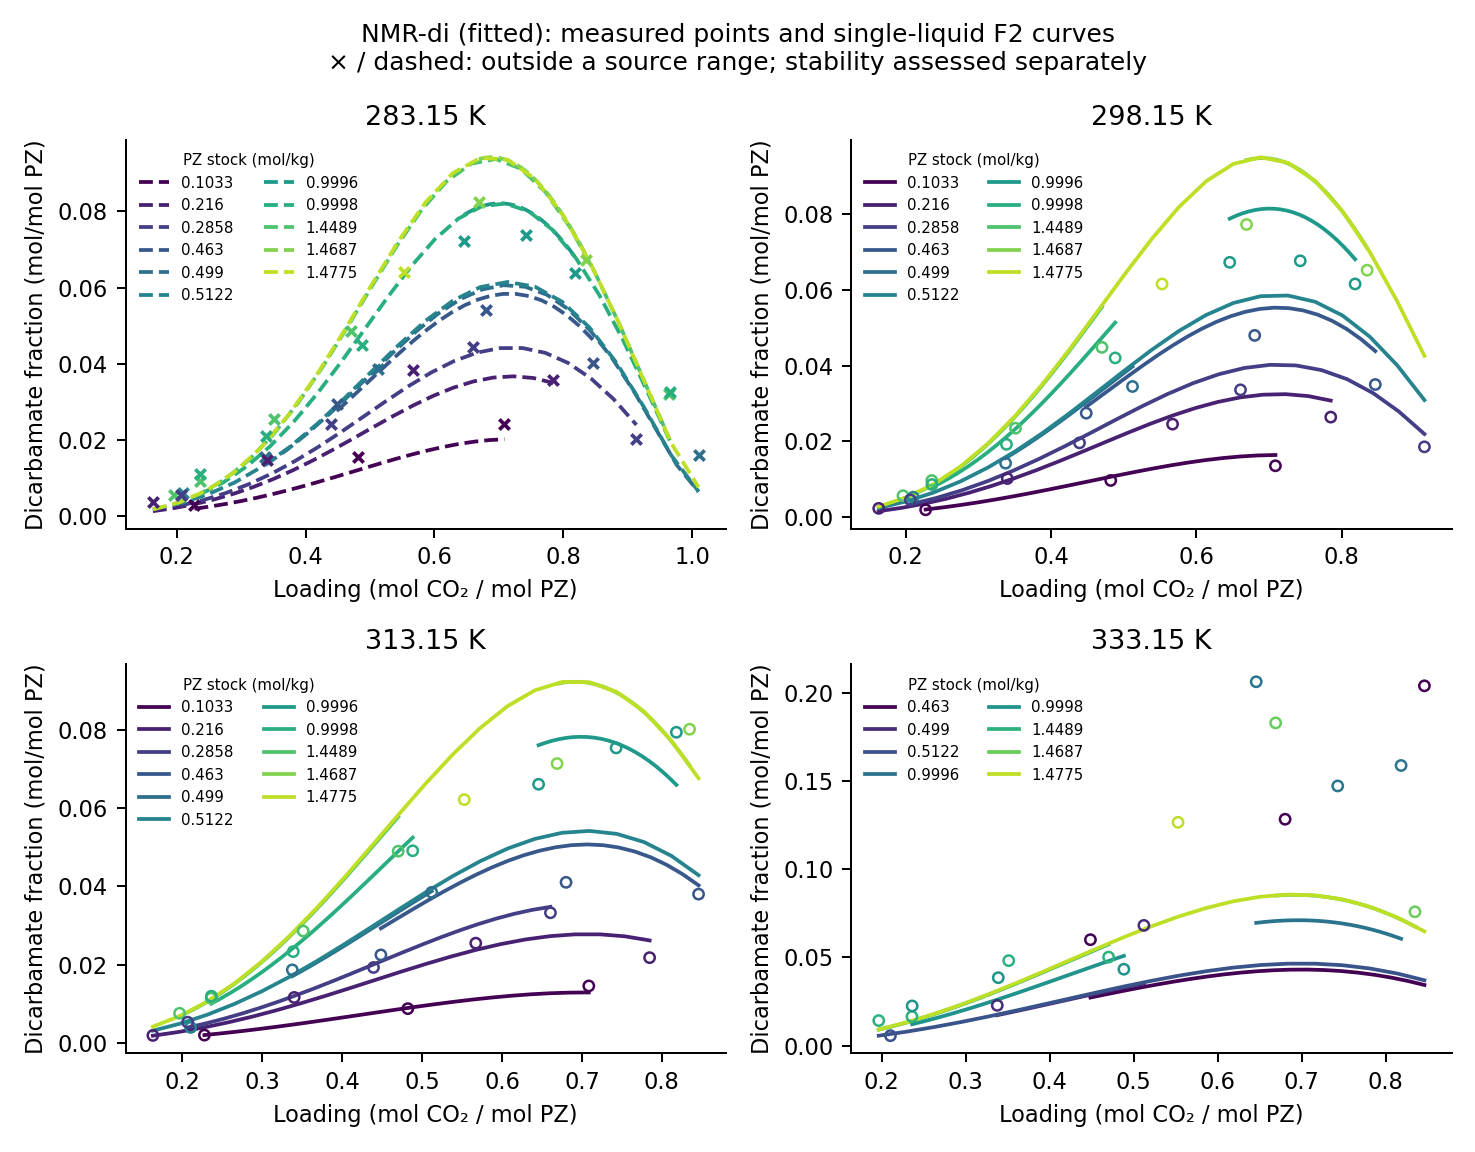 NMR-di (fitted): measured points and single-liquid F2 curves
× / dashed: outside a source range; stability assessed separately
283.15 K
Dicarbamate fraction (mol/mol PZ)
0.08
0.06
0.04
0.02
0.00
PZ stock (mol/kg)
0.1033
0.216
0.2858
0.463
0.499
0.5122
0.9996
0.9998
1.4489
1.4687
1.4775
0.2 0.4 0.6 0.8 1.0
Loading (mol CO₂ / mol PZ)
298.15 K
Dicarbamate fraction (mol/mol PZ)
0.08
0.06
0.04
0.02
0.00
PZ stock (mol/kg)
0.1033
0.216
0.2858
0.463
0.499
0.5122
0.9996
0.9998
1.4489
1.4687
1.4775
0.2 0.4 0.6 0.8
Loading (mol CO₂ / mol PZ)
313.15 K
Dicarbamate fraction (mol/mol PZ)
0.08
0.06
0.04
0.02
0.00
PZ stock (mol/kg)
0.1033
0.216
0.2858
0.463
0.499
0.5122
0.9996
0.9998
1.4489
1.4687
1.4775
0.2 0.3 0.4 0.5 0.6 0.7 0.8
Loading (mol CO₂ / mol PZ)
333.15 K
Dicarbamate fraction (mol/mol PZ)
0.20
0.15
0.10
0.05
0.00
PZ stock (mol/kg)
0.463
0.499
0.5122
0.9996
0.9998
1.4489
1.4687
1.4775
0.2 0.3 0.4 0.5 0.6 0.7 0.8
Loading (mol CO₂ / mol PZ)